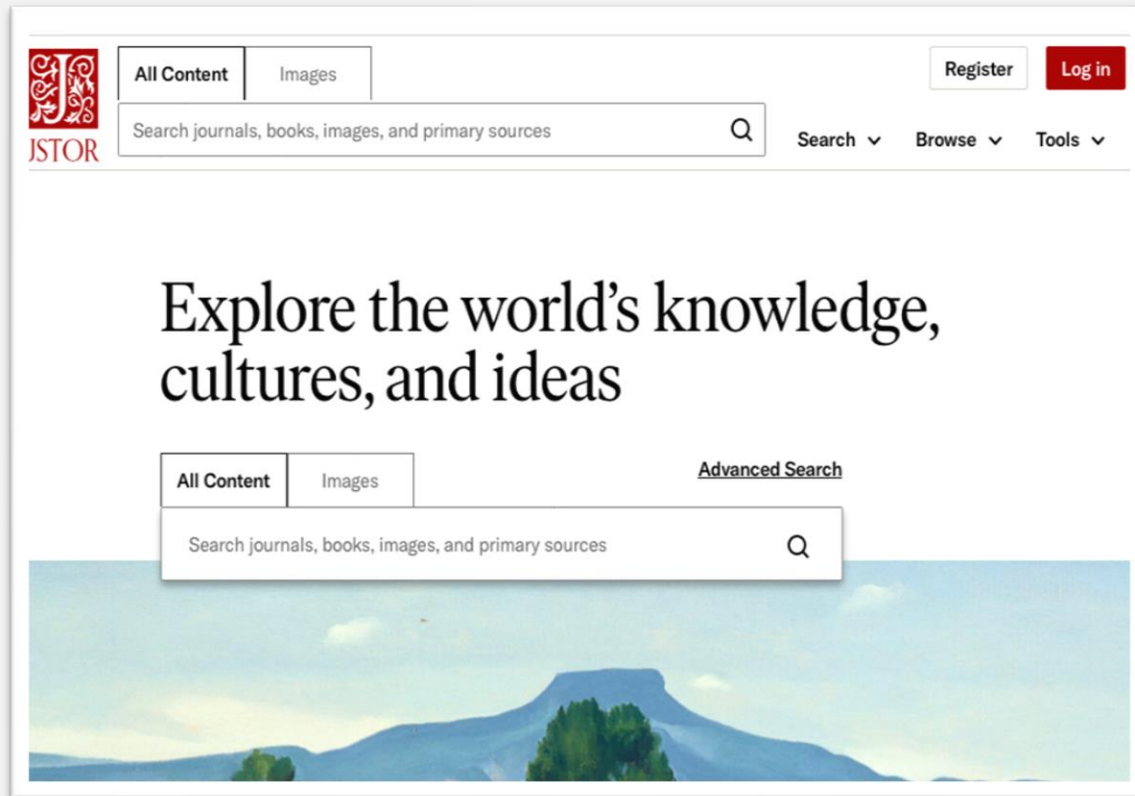 All Content Images
Register Log in
Search journals, books, images, and primary sources
JSTOR
Search Browse Tools
Explore the world's knowledge,
cultures, and ideas
All Content Images
Advanced Search
Search journals, books, images, and primary sources